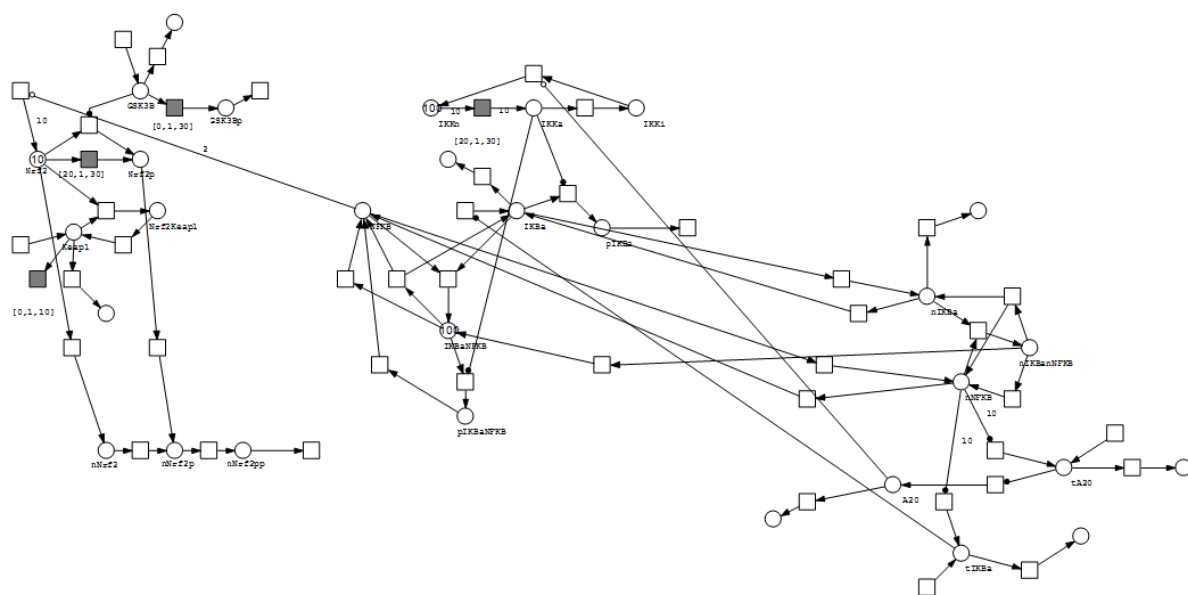 GSK3B
[0,1,30]
GSK3Bp
10
10
Nrf2
[20,1,30]
Nrf2p
2
100
10
10
IKKn
IKKa
IKKi
[20,1,30]
Nrf2Keap1
Keap1
NFKB
IKBa
pIKBa
[0,1,10]
nIKBa
100
IKBaNFKB
nIKBanNFKB
nNFKB
pIKBaNFKB
10
10
nNrf2
nNrf2p
nNrf2pp
tA20
A20
tIKBa